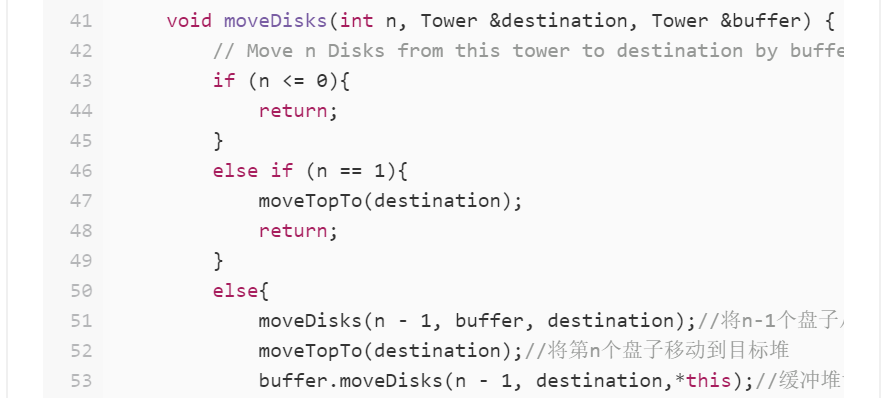 41 void moveDisks(int n, Tower &destination, Tower &buffer) {
42 // Move n Disks from this tower to destination by buffe
43 if (n <= 0){
44 return;
45 }
46 else if (n == 1){
47 moveTopTo(destination);
48 return;
49 }
50 else{
51 moveDisks(n - 1, buffer, destination);//将n-1个盘子
52 moveTopTo(destination);//将第n个盘子移动到目标堆
53 buffer.moveDisks(n - 1, destination,*this);//缓冲堆